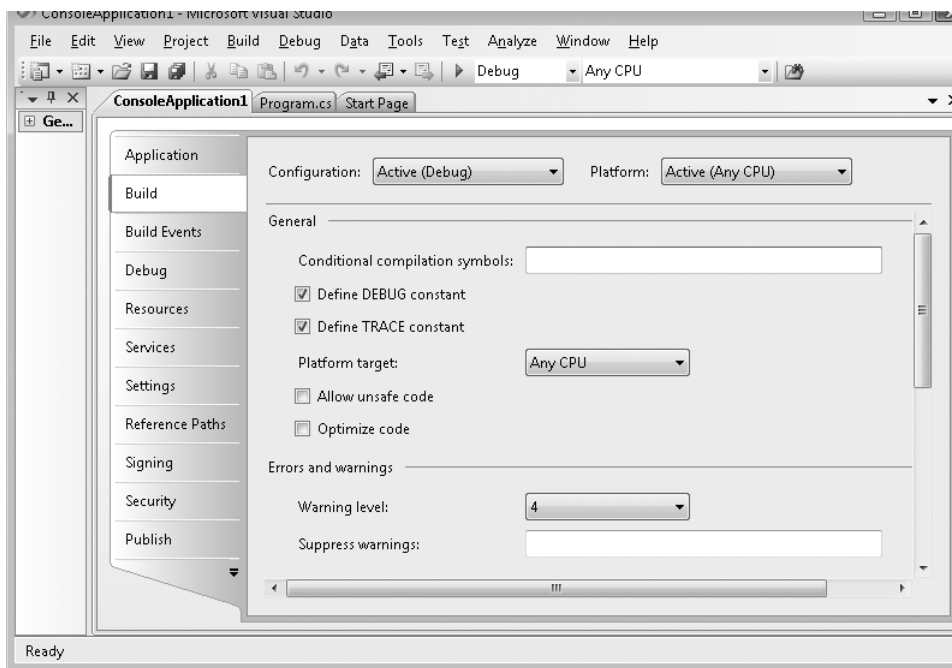 ConsoleApplication1 - Microsoft Visual Studio
File Edit View Project Build Debug Data Tools Test Analyze Window Help
Debug Any CPU
ConsoleApplication1 Program.cs Start Page
Ge...
Application
Build
Build Events
Debug
Resources
Services
Settings
Reference Paths
Signing
Security
Publish
Configuration: Active (Debug) Platform: Active (Any CPU)
General
Conditional compilation symbols:
Define DEBUG constant
Define TRACE constant
Platform target: Any CPU
Allow unsafe code
Optimize code
Errors and warnings
Warning level: 4
Suppress warnings:
Ready